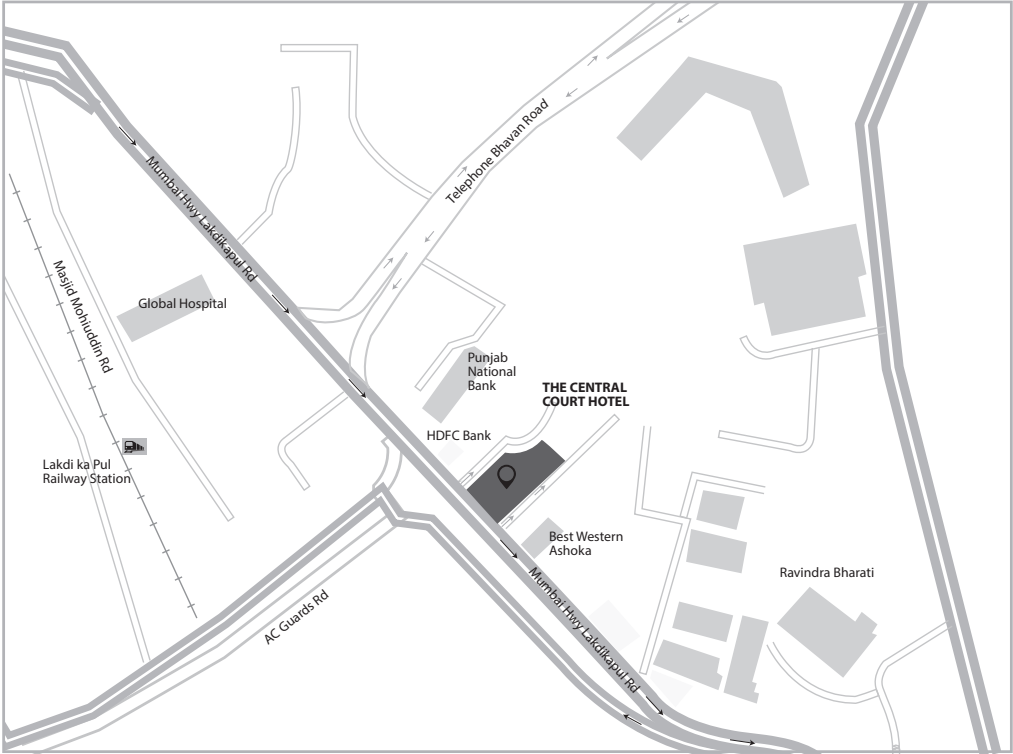 Telephone Bhavan Road
Mumbai Hwy Lakdikapul Rd
Masjid Mohiuddin Rd
Global Hospital
Punjab
National
Bank
THE CENTRAL
COURT HOTEL
HDFC Bank
Lakdi ka Pul
Railway Station
Best Western
Ashoka
Ravindra Bharati
Mumbai Hwy Lakdikapul Rd
AC Guards Rd